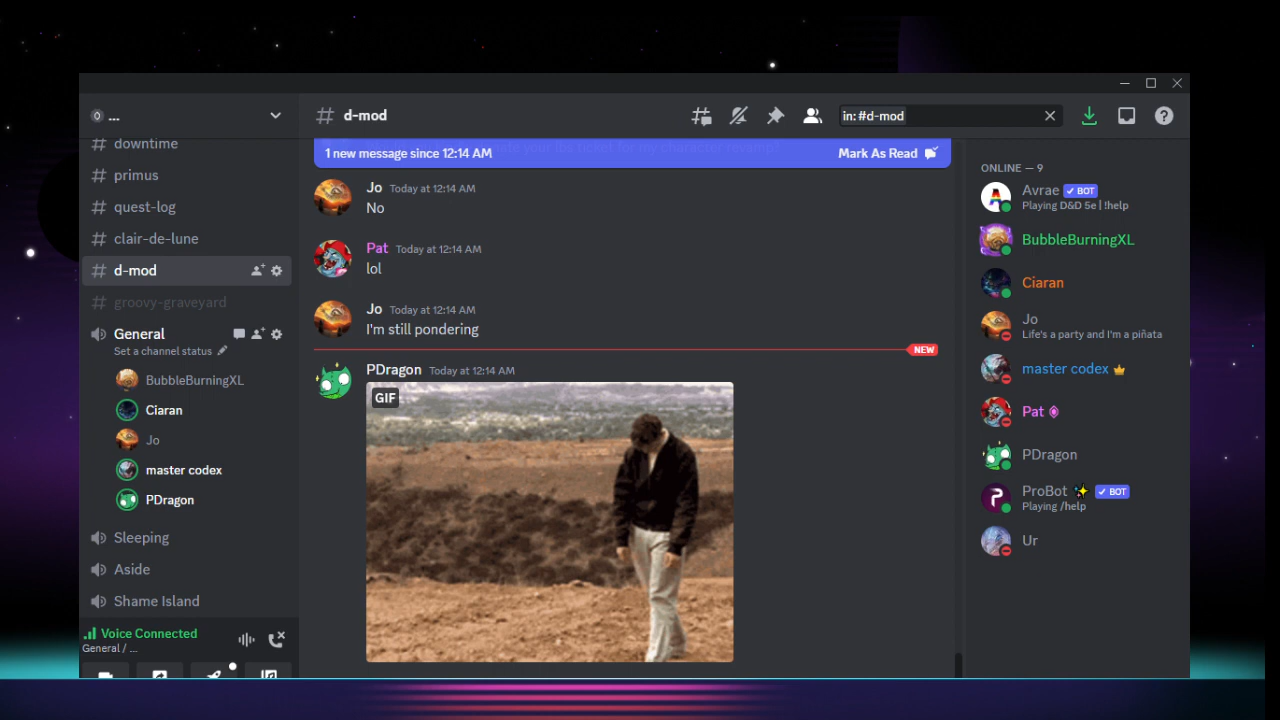 ...
downtime
primus
quest-log
clair-de-lune
d-mod
groovy-graveyard
General
Set a channel status
BubbleBurningXL
Ciaran
Jo
master codex
PDragon
Sleeping
Aside
Shame Island
Voice Connected
General / ...
d-mod
in: #d-mod
1 new message since 12:14 AM
Mark As Read
Jo Today at 12:14 AM
No
Pat Today at 12:14 AM
lol
Jo Today at 12:14 AM
I'm still pondering
NEW
PDragon Today at 12:14 AM
GIF
ONLINE — 9
Avrae BOT
Playing D&D 5e | !help
BubbleBurningXL
Ciaran
Jo
Life's a party and I'm a piñata
master codex
Pat
PDragon
ProBot BOT
Playing /help
Ur